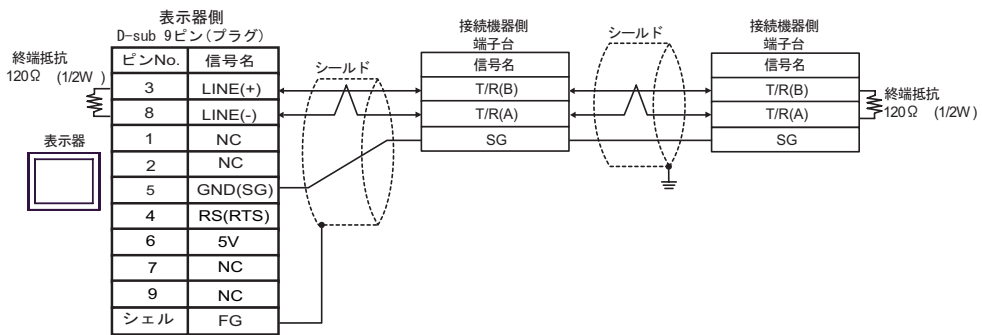 表示器側
D-sub 9ピン(プラグ)
終端抵抗
120Ω (1/2W )
表示器
ピンNo. 信号名
3 LINE(+)
8 LINE(-)
1 NC
2 NC
5 GND(SG)
4 RS(RTS)
6 5V
7 NC
9 NC
シェル FG
シールド
接続機器側
端子台
信号名
T/R(B)
T/R(A)
SG
シールド
接続機器側
端子台
信号名
T/R(B)
T/R(A)
SG
終端抵抗
120Ω (1/2W)